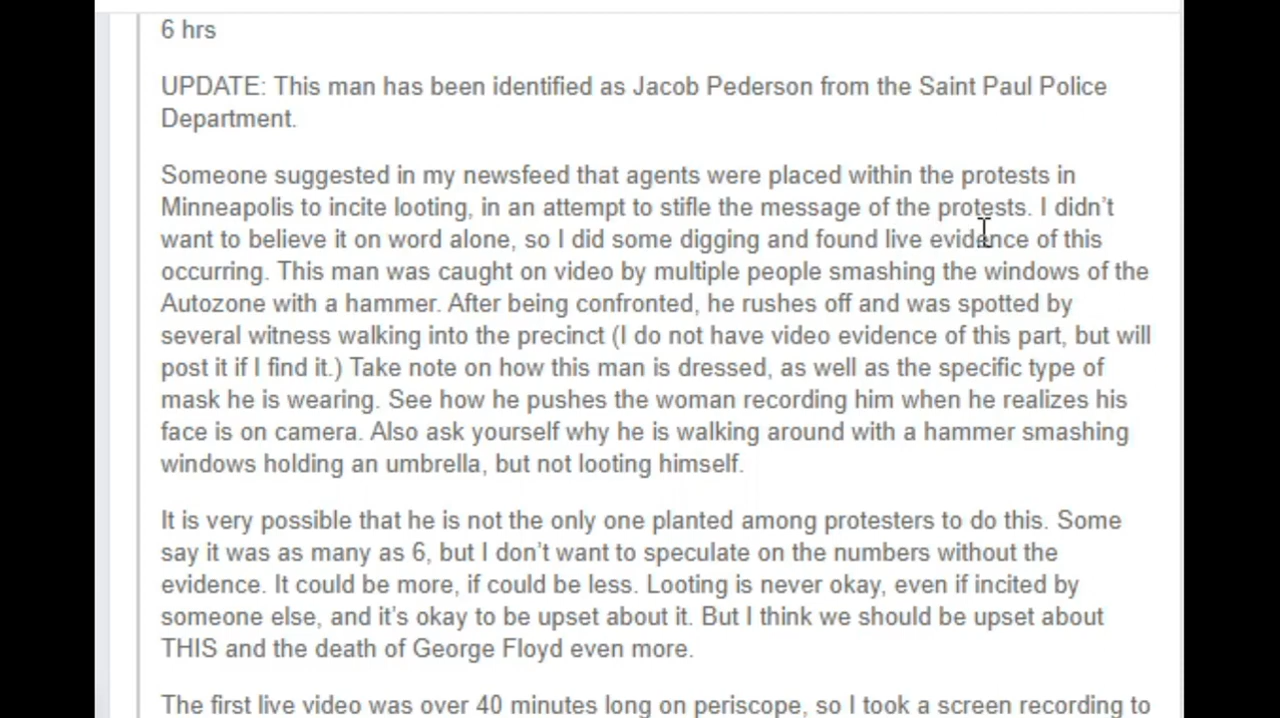 6 hrs
UPDATE: This man has been identified as Jacob Pederson from the Saint Paul Police
Department.
Someone suggested in my newsfeed that agents were placed within the protests in
Minneapolis to incite looting, in an attempt to stifle the message of the protests. I didn't
want to believe it on word alone, so I did some digging and found live evidence of this
occurring. This man was caught on video by multiple people smashing the windows of the
Autozone with a hammer. After being confronted, he rushes off and was spotted by
several witness walking into the precinct (I do not have video evidence of this part, but will
post it if I find it.) Take note on how this man is dressed, as well as the specific type of
mask he is wearing. See how he pushes the woman recording him when he realizes his
face is on camera. Also ask yourself why he is walking around with a hammer smashing
windows holding an umbrella, but not looting himself.
It is very possible that he is not the only one planted among protesters to do this. Some
say it was as many as 6, but I don't want to speculate on the numbers without the
evidence. It could be more, if could be less. Looting is never okay, even if incited by
someone else, and it's okay to be upset about it. But I think we should be upset about
THIS and the death of George Floyd even more.
The first live video was over 40 minutes long on periscope, so I took a screen recording to